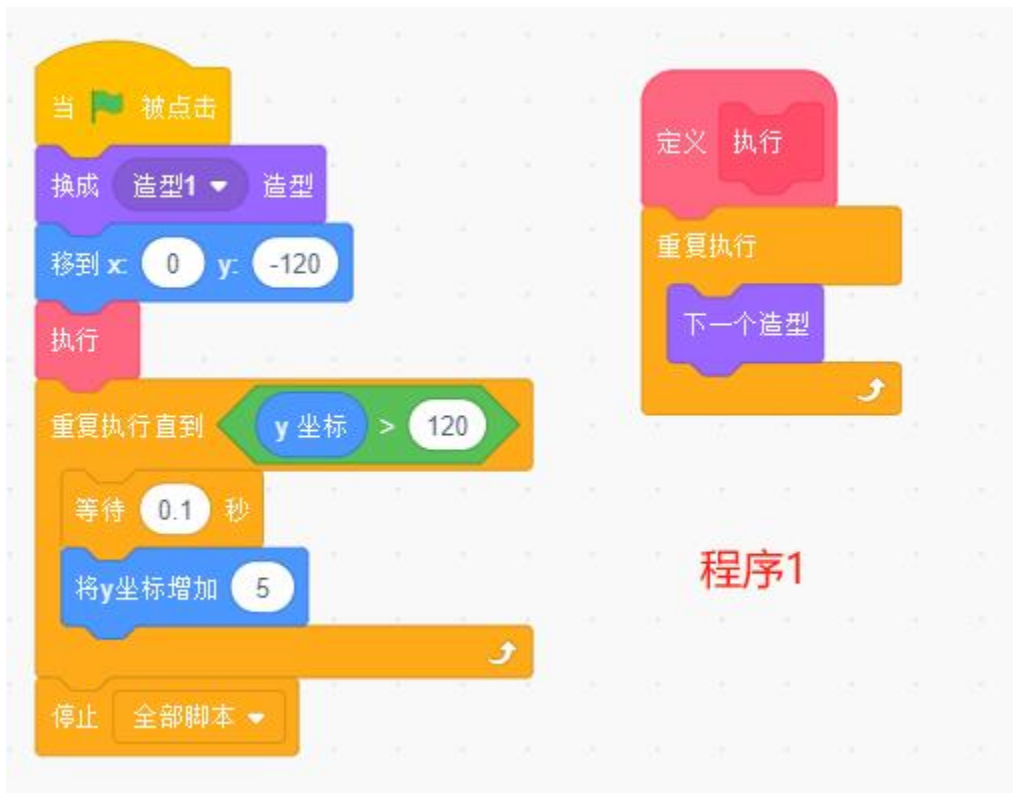 当 被点击
换成 造型1 造型
移到 x: 0 y: -120
执行
重复执行直到 y 坐标 > 120
等待 0.1 秒
将y坐标增加 5
停止 全部脚本
定义 执行
重复执行
下一个造型
程序1